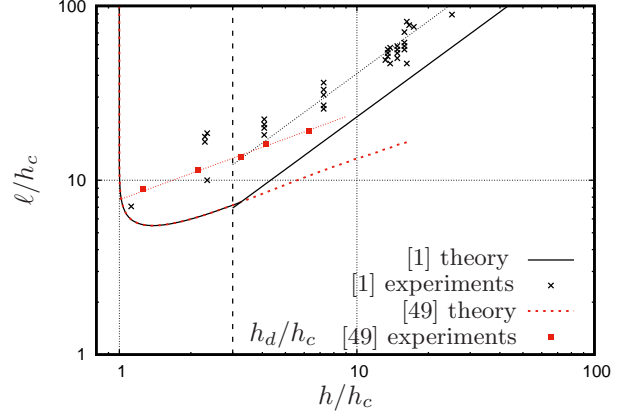 100
10
1
ℓ/h_c
[1] theory
[1] experiments
[49] theory
[49] experiments
h_d/h_c
1
10
100
h/h_c